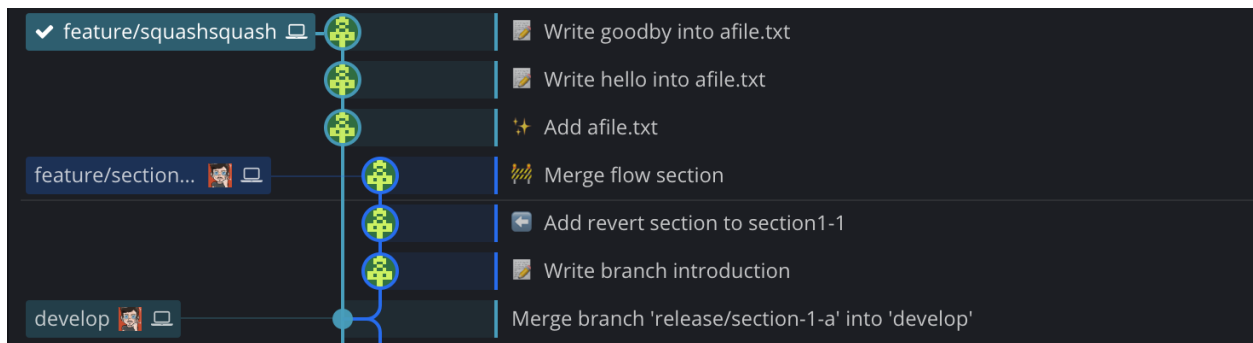 feature/squashsquash Write goodby into afile.txt
Write hello into afile.txt
Add afile.txt
feature/section... Merge flow section
Add revert section to section1-1
Write branch introduction
develop Merge branch 'release/section-1-a' into 'develop'